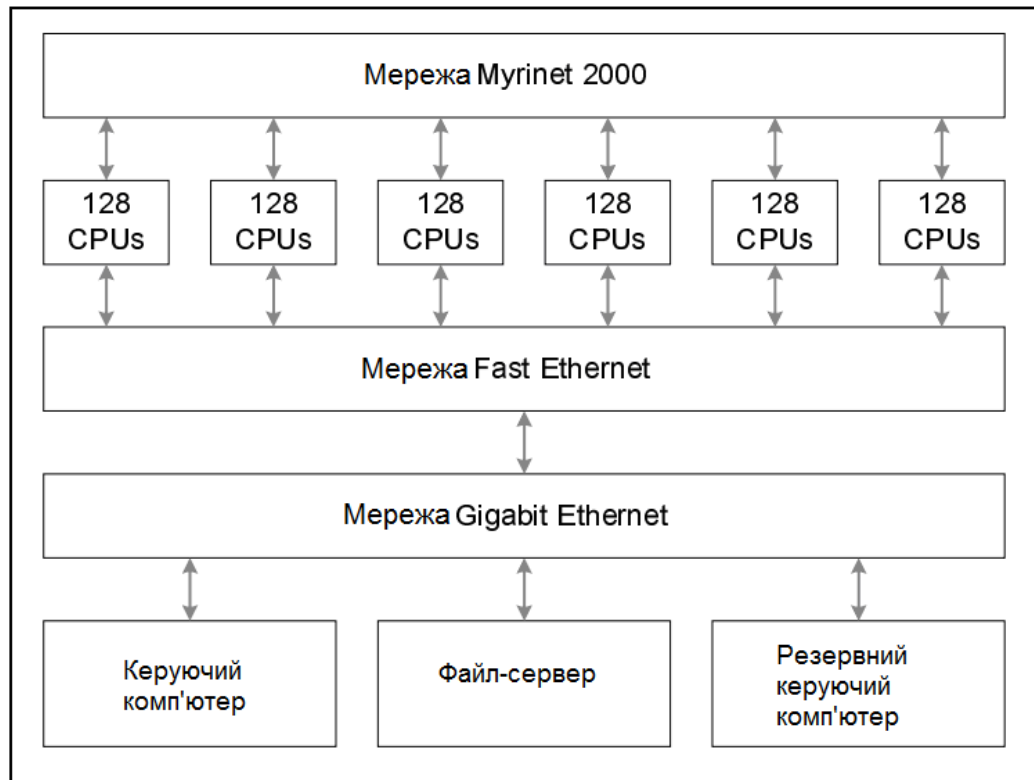 Мережа Myrinet 2000
128
CPUs
128
CPUs
128
CPUs
128
CPUs
128
CPUs
128
CPUs
Мережа Fast Ethernet
Мережа Gigabit Ethernet
Керуючий
комп'ютер
Файл-сервер
Резервний
керуючий
комп'ютер